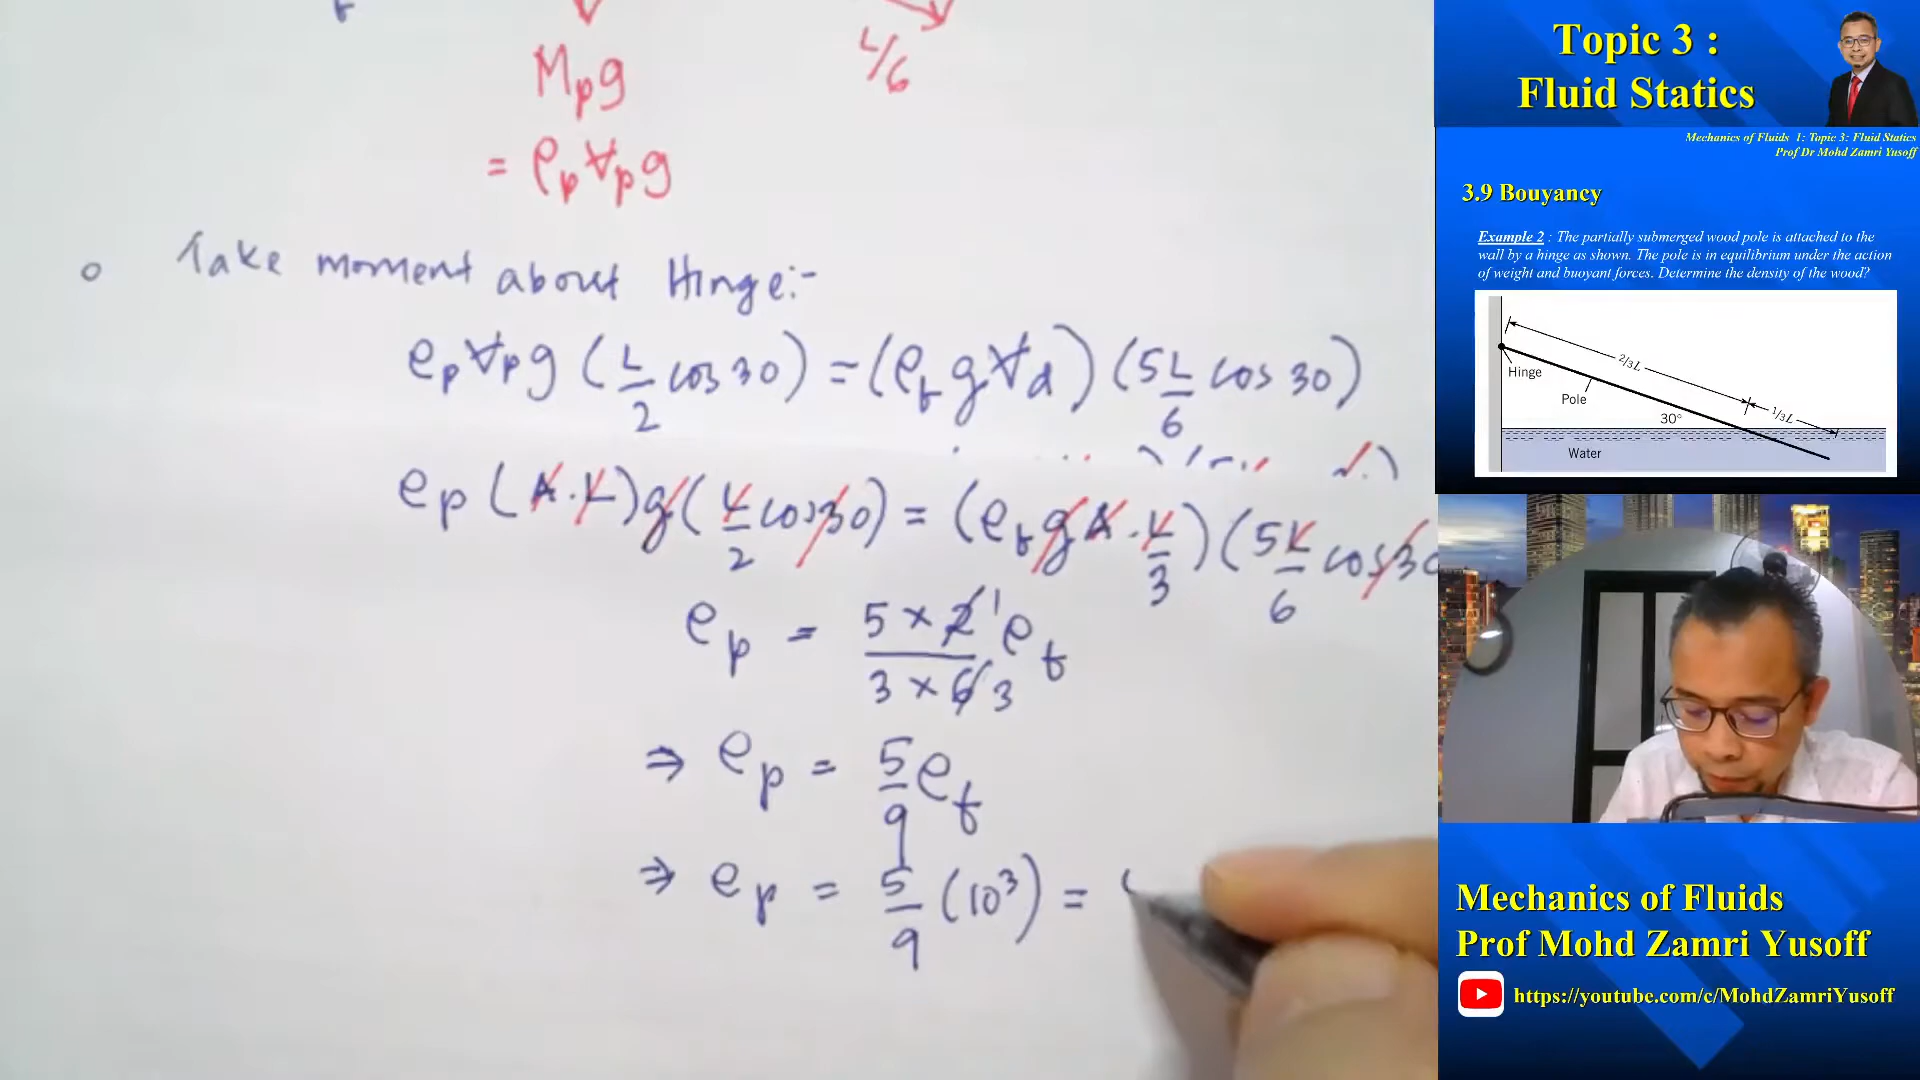 L/6
Mpg
= ρp∀pg
o Take moment about Hinge:-
ρp∀pg (L/2 cos 30) = (ρf g∀d) (5L/6 cos 30)
ρp (A.L)g(L/2 cos 30) = (ρf g A . L/3) (5L/6 cos 30
ρp = 5 x 2 1 / 3 x 6 3 ρf
⇒ ρp = 5/9 ρf
⇒ ρp = 5/9 (10³) =
Topic 3 :
Fluid Statics
Mechanics of Fluids 1: Topic 3: Fluid Statics
Prof Dr Mohd Zamri Yusoff
3.9 Bouyancy
Example 2 : The partially submerged wood pole is attached to the
wall by a hinge as shown. The pole is in equilibrium under the action
of weight and buoyant forces. Determine the density of the wood?
2/3L
Hinge
Pole
1/3L
30°
Water
Mechanics of Fluids
Prof Mohd Zamri Yusoff
https://youtube.com/c/MohdZamriYusoff